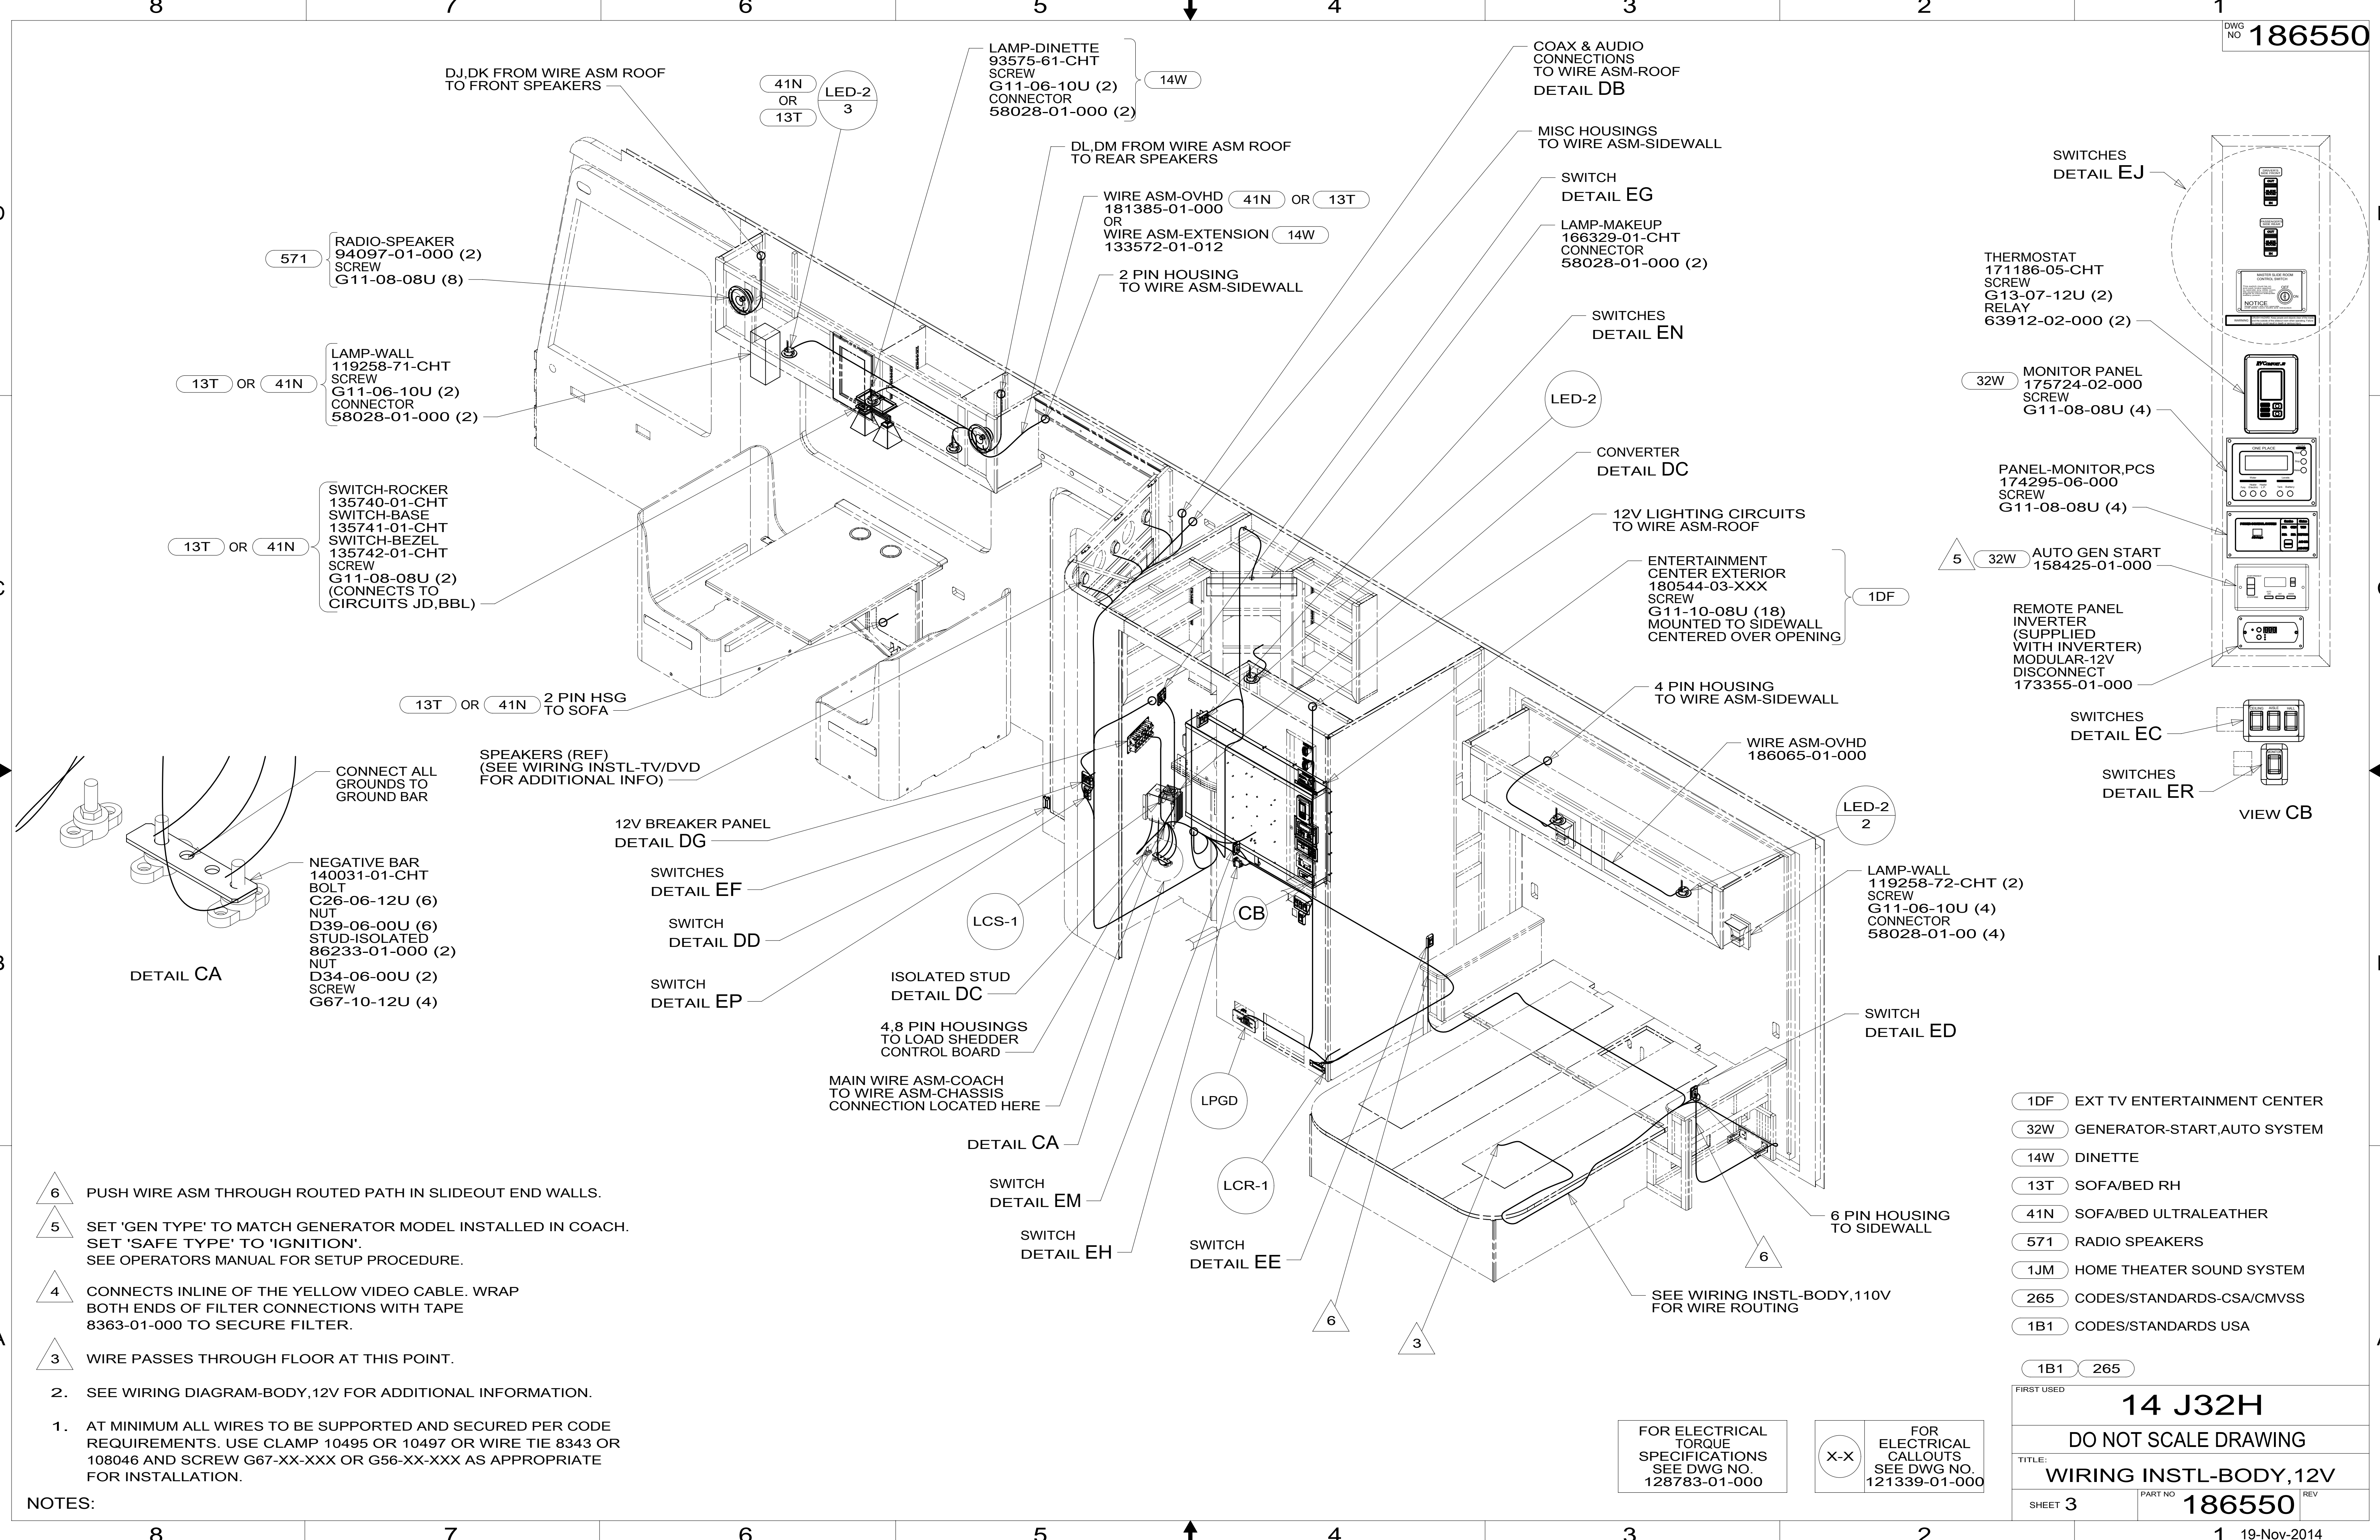 8 7 6 5 4 3 2 1
DWG
NO 186550
DJ,DK FROM WIRE ASM ROOF
TO FRONT SPEAKERS
41N
OR
13T
LED-2
3
LAMP-DINETTE
93575-61-CHT
SCREW
G11-06-10U (2)
CONNECTOR
58028-01-000 (2)
14W
COAX & AUDIO
CONNECTIONS
TO WIRE ASM-ROOF
DETAIL DB
DL,DM FROM WIRE ASM ROOF
TO REAR SPEAKERS
MISC HOUSINGS
TO WIRE ASM-SIDEWALL
WIRE ASM-OVHD 41N OR 13T
181385-01-000
OR
WIRE ASM-EXTENSION 14W
133572-01-012
SWITCH
DETAIL EG
2 PIN HOUSING
TO WIRE ASM-SIDEWALL
LAMP-MAKEUP
166329-01-CHT
CONNECTOR
58028-01-000 (2)
SWITCHES
DETAIL EN
LED-2
CONVERTER
DETAIL DC
12V LIGHTING CIRCUITS
TO WIRE ASM-ROOF
ENTERTAINMENT
CENTER EXTERIOR
180544-03-XXX
SCREW
G11-10-08U (18)
MOUNTED TO SIDEWALL
CENTERED OVER OPENING
1DF
4 PIN HOUSING
TO WIRE ASM-SIDEWALL
WIRE ASM-OVHD
186065-01-000
LED-2
2
LAMP-WALL
119258-72-CHT (2)
SCREW
G11-06-10U (4)
CONNECTOR
58028-01-00 (4)
SWITCH
DETAIL ED
6 PIN HOUSING
TO SIDEWALL
6
SEE WIRING INSTL-BODY,110V
FOR WIRE ROUTING
3
6
571
RADIO-SPEAKER
94097-01-000 (2)
SCREW
G11-08-08U (8)
13T OR 41N
LAMP-WALL
119258-71-CHT
SCREW
G11-06-10U (2)
CONNECTOR
58028-01-000 (2)
13T OR 41N
SWITCH-ROCKER
135740-01-CHT
SWITCH-BASE
135741-01-CHT
SWITCH-BEZEL
135742-01-CHT
SCREW
G11-08-08U (2)
(CONNECTS TO
CIRCUITS JD,BBL)
13T OR 41N 2 PIN HSG
TO SOFA
SPEAKERS (REF)
(SEE WIRING INSTL-TV/DVD
FOR ADDITIONAL INFO)
12V BREAKER PANEL
DETAIL DG
SWITCHES
DETAIL EF
SWITCH
DETAIL DD
SWITCH
DETAIL EP
LCS-1
ISOLATED STUD
DETAIL DC
4,8 PIN HOUSINGS
TO LOAD SHEDDER
CONTROL BOARD
MAIN WIRE ASM-COACH
TO WIRE ASM-CHASSIS
CONNECTION LOCATED HERE
DETAIL CA
SWITCH
DETAIL EM
SWITCH
DETAIL EH
SWITCH
DETAIL EE
CB
LPGD
LCR-1
CONNECT ALL
GROUNDS TO
GROUND BAR
NEGATIVE BAR
140031-01-CHT
BOLT
C26-06-12U (6)
NUT
D39-06-00U (6)
STUD-ISOLATED
86233-01-000 (2)
NUT
D34-06-00U (2)
SCREW
G67-10-12U (4)
DETAIL CA
SWITCHES
DETAIL EJ
MASTER SLIDE ROOM
CONTROL SWITCH
OFF
ON
NOTICE
THERMOSTAT
171186-05-CHT
SCREW
G13-07-12U (2)
RELAY
63912-02-000 (2)
32W
MONITOR PANEL
175724-02-000
SCREW
G11-08-08U (4)
ONE PLACE
PANEL-MONITOR,PCS
174295-06-000
SCREW
G11-08-08U (4)
5 32W AUTO GEN START
158425-01-000
REMOTE PANEL
INVERTER
(SUPPLIED
WITH INVERTER)
MODULAR-12V
DISCONNECT
173355-01-000
SWITCHES
DETAIL EC
SWITCHES
DETAIL ER
VIEW CB
1DF EXT TV ENTERTAINMENT CENTER
32W GENERATOR-START,AUTO SYSTEM
14W DINETTE
13T SOFA/BED RH
41N SOFA/BED ULTRALEATHER
571 RADIO SPEAKERS
1JM HOME THEATER SOUND SYSTEM
265 CODES/STANDARDS-CSA/CMVSS
1B1 CODES/STANDARDS USA
1B1 265
6 PUSH WIRE ASM THROUGH ROUTED PATH IN SLIDEOUT END WALLS.
5 SET 'GEN TYPE' TO MATCH GENERATOR MODEL INSTALLED IN COACH.
SET 'SAFE TYPE' TO 'IGNITION'.
SEE OPERATORS MANUAL FOR SETUP PROCEDURE.
4 CONNECTS INLINE OF THE YELLOW VIDEO CABLE. WRAP
BOTH ENDS OF FILTER CONNECTIONS WITH TAPE
8363-01-000 TO SECURE FILTER.
3 WIRE PASSES THROUGH FLOOR AT THIS POINT.
2. SEE WIRING DIAGRAM-BODY,12V FOR ADDITIONAL INFORMATION.
1. AT MINIMUM ALL WIRES TO BE SUPPORTED AND SECURED PER CODE
REQUIREMENTS. USE CLAMP 10495 OR 10497 OR WIRE TIE 8343 OR
108046 AND SCREW G67-XX-XXX OR G56-XX-XXX AS APPROPRIATE
FOR INSTALLATION.
NOTES:
FOR ELECTRICAL
TORQUE
SPECIFICATIONS
SEE DWG NO.
128783-01-000
X-X
FOR
ELECTRICAL
CALLOUTS
SEE DWG NO.
121339-01-000
FIRST USED
14 J32H
DO NOT SCALE DRAWING
TITLE:
WIRING INSTL-BODY,12V
SHEET 3
PART NO 186550 REV
8 7 6 5 4 3 2 1
19-Nov-2014